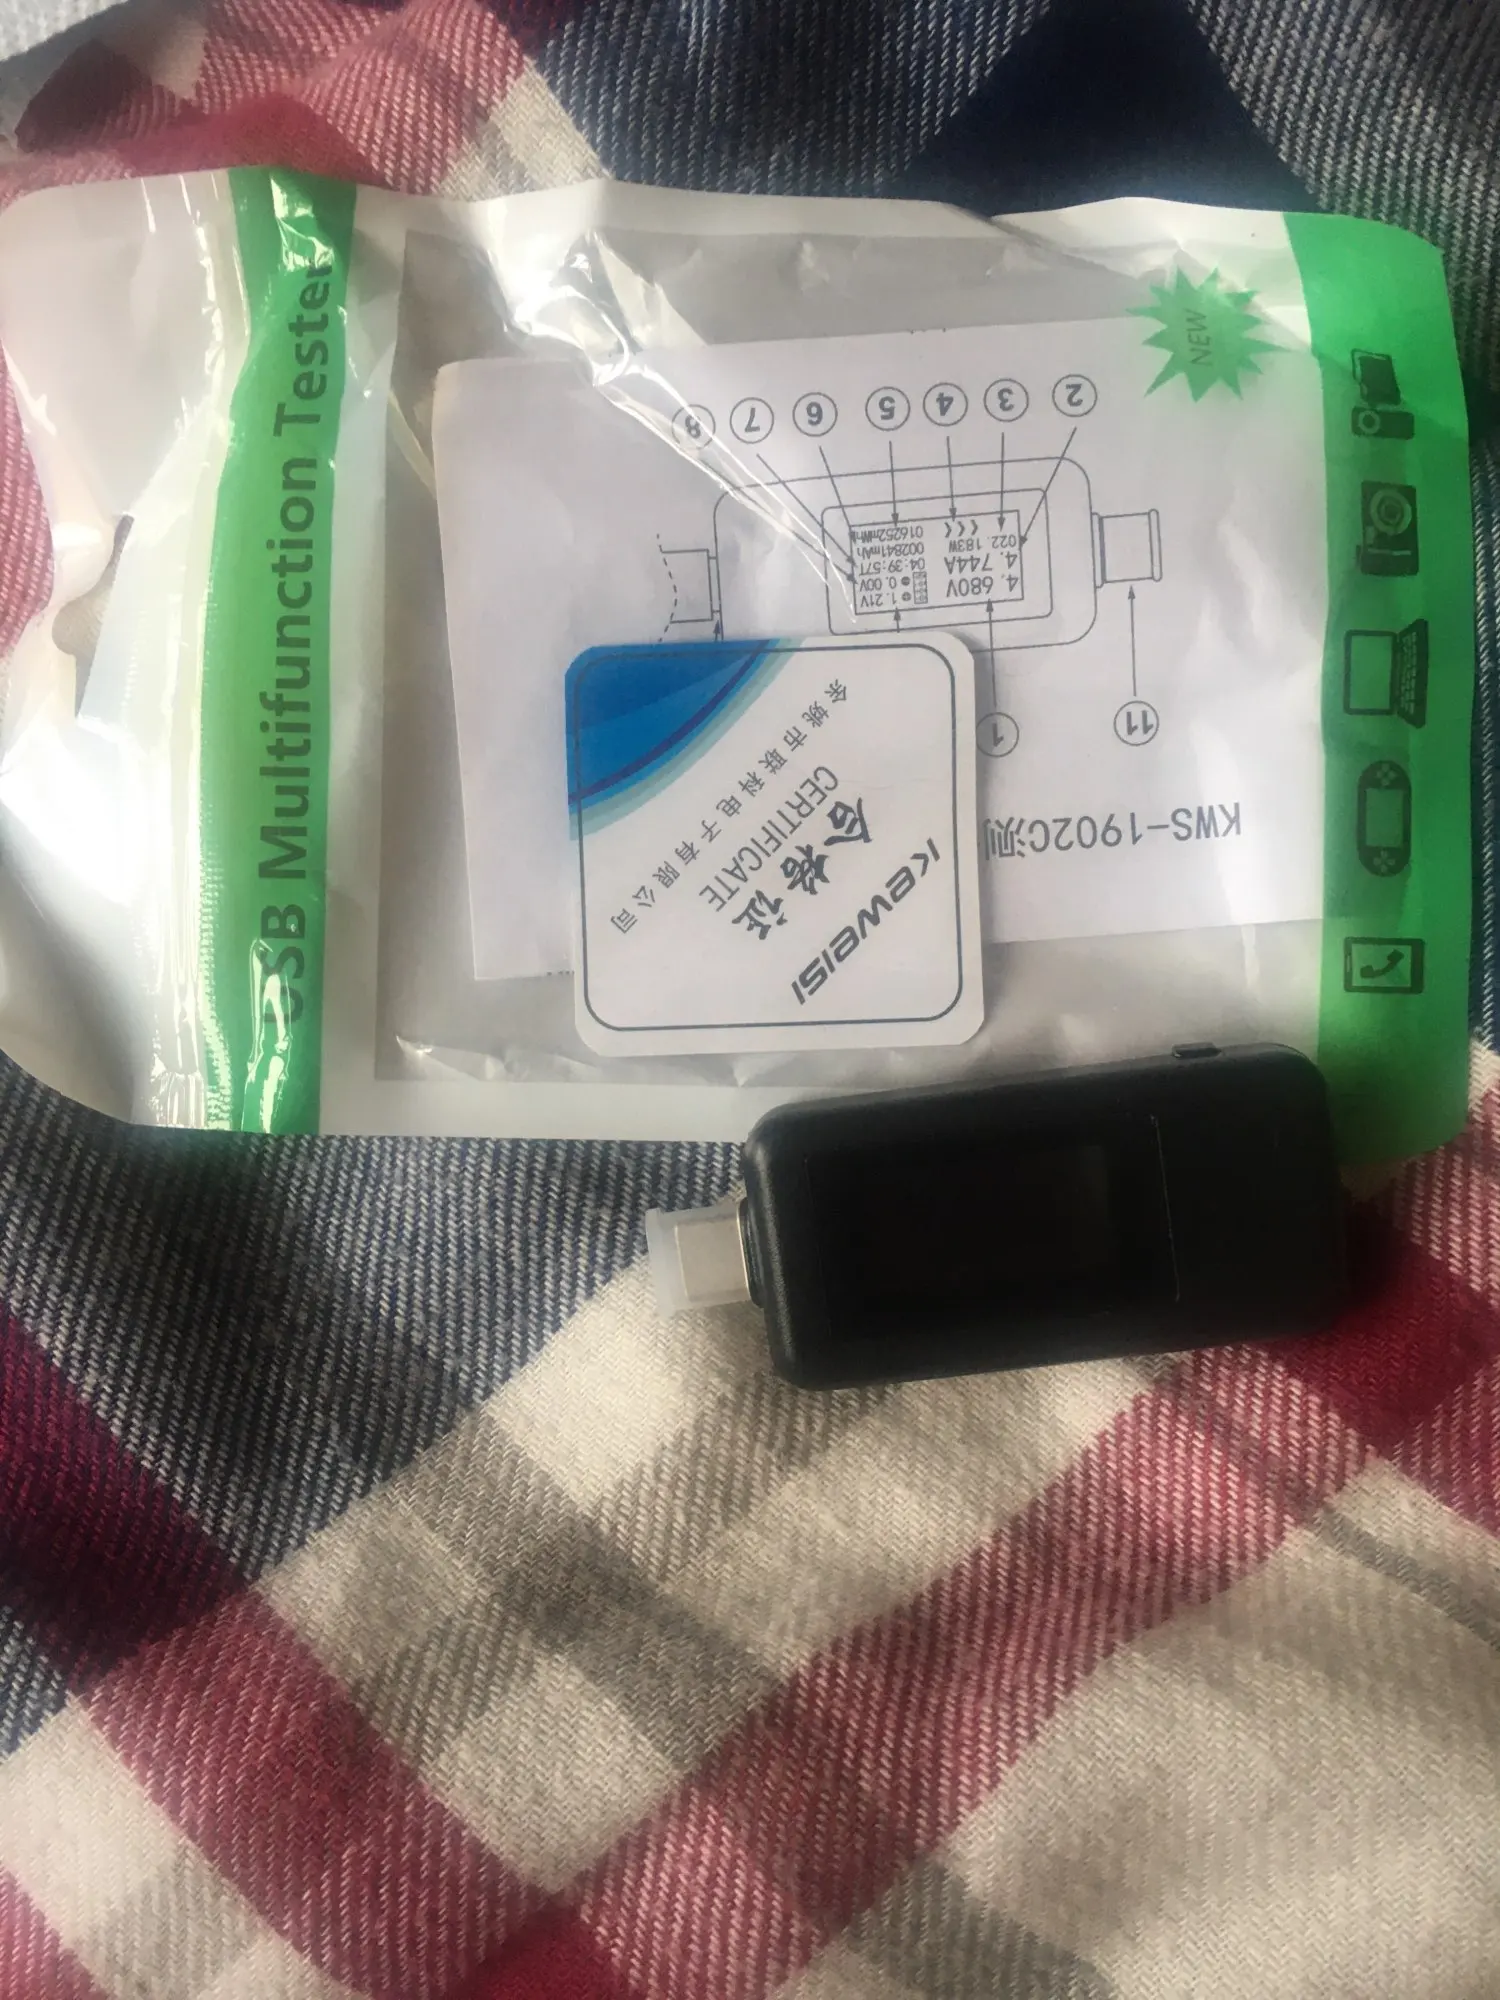 USB Multifunction Tester
NEW
8
7
6
5
4
3
2
4.680V
4.744A
022.183W
1.21V
0.00V
04:39:57T
002841mAh
016252mWh
1
11
KWS-1902C测
KEWEISI
合格证
CERTIFICATE
余姚市联科电子有限公司